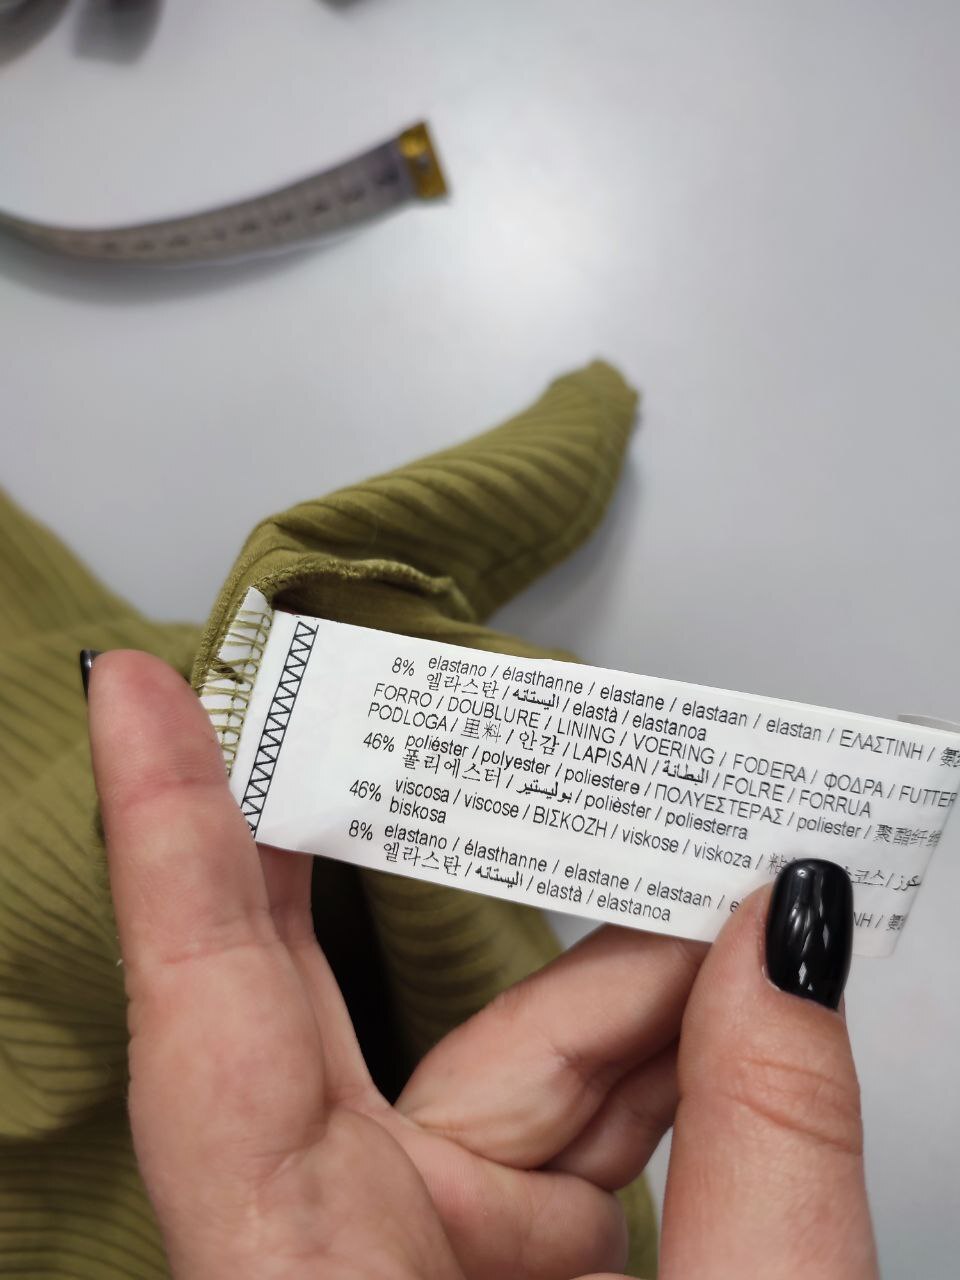 8% elastano / élasthanne / elastane / elastaan / elastan / ΕΛΑΣΤΙΝΗ /
엘라스탄 / اليستانه / elastà / elastanoa
FORRO / DOUBLURE / LINING / VOERING / FODERA / ΦΟΔΡΑ / FUTTER
PODLOGA / 里料 / 안감 / LAPISAN / البطانة / FOLRE / FORRUA
46% poliéster / polyester / poliestere / ΠΟΛΥΕΣΤΕΡΑΣ / poliester / 聚酯纤维
폴리에스터 / بوليستير / polièster / poliesterra
46% viscosa / viscose / ΒΙΣΚΟΖΗ / viskose / viskoza /
biskosa
8% elastano / élasthanne / elastane / elastaan /
엘라스탄 / اليستانه / elastà / elastanoa